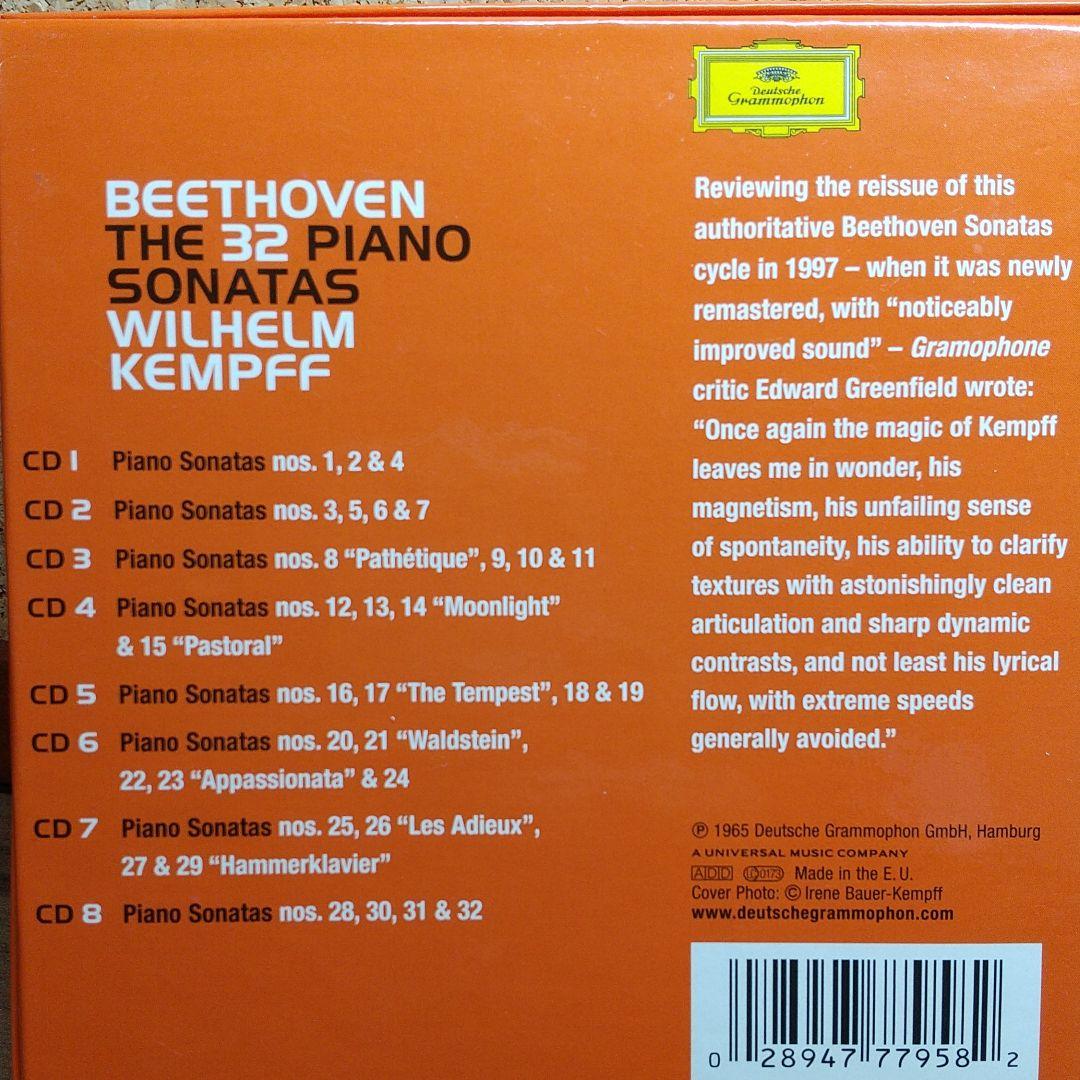 Deutsche
Grammophon
BEETHOVEN
THE 32 PIANO
SONATAS
WILHELM
KEMPFF
CD 1 Piano Sonatas nos. 1, 2 & 4
CD 2 Piano Sonatas nos. 3, 5, 6 & 7
CD 3 Piano Sonatas nos. 8 “Pathétique”, 9, 10 & 11
CD 4 Piano Sonatas nos. 12, 13, 14 “Moonlight”
& 15 “Pastoral”
CD 5 Piano Sonatas nos. 16, 17 “The Tempest”, 18 & 19
CD 6 Piano Sonatas nos. 20, 21 “Waldstein”,
22, 23 “Appassionata” & 24
CD 7 Piano Sonatas nos. 25, 26 “Les Adieux”,
27 & 29 “Hammerklavier”
CD 8 Piano Sonatas nos. 28, 30, 31 & 32
Reviewing the reissue of this
authoritative Beethoven Sonatas
cycle in 1997 – when it was newly
remastered, with “noticeably
improved sound” – Gramophone
critic Edward Greenfield wrote:
“Once again the magic of Kempff
leaves me in wonder, his
magnetism, his unfailing sense
of spontaneity, his ability to clarify
textures with astonishingly clean
articulation and sharp dynamic
contrasts, and not least his lyrical
flow, with extreme speeds
generally avoided.”
℗ 1965 Deutsche Grammophon GmbH, Hamburg
A UNIVERSAL MUSIC COMPANY
ADD LC0173 Made in the E. U.
Cover Photo: © Irene Bauer-Kempff
www.deutschegrammophon.com
0 28947 77958 2